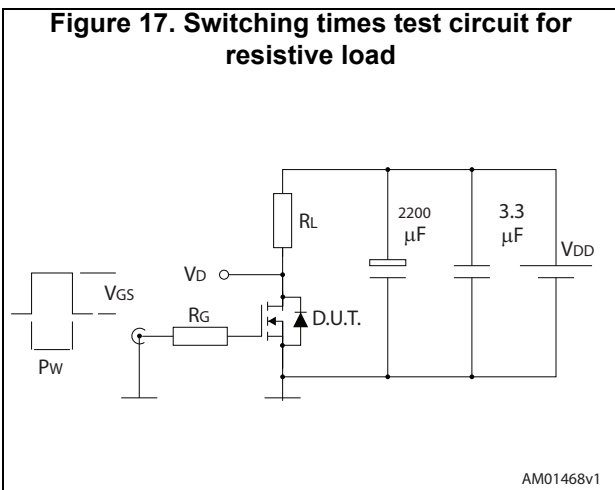 Figure 17. Switching times test circuit for
resistive load
RL
2200
μF
3.3
μF
VDD
VD
VGS
RG
D.U.T.
PW
AM01468v1